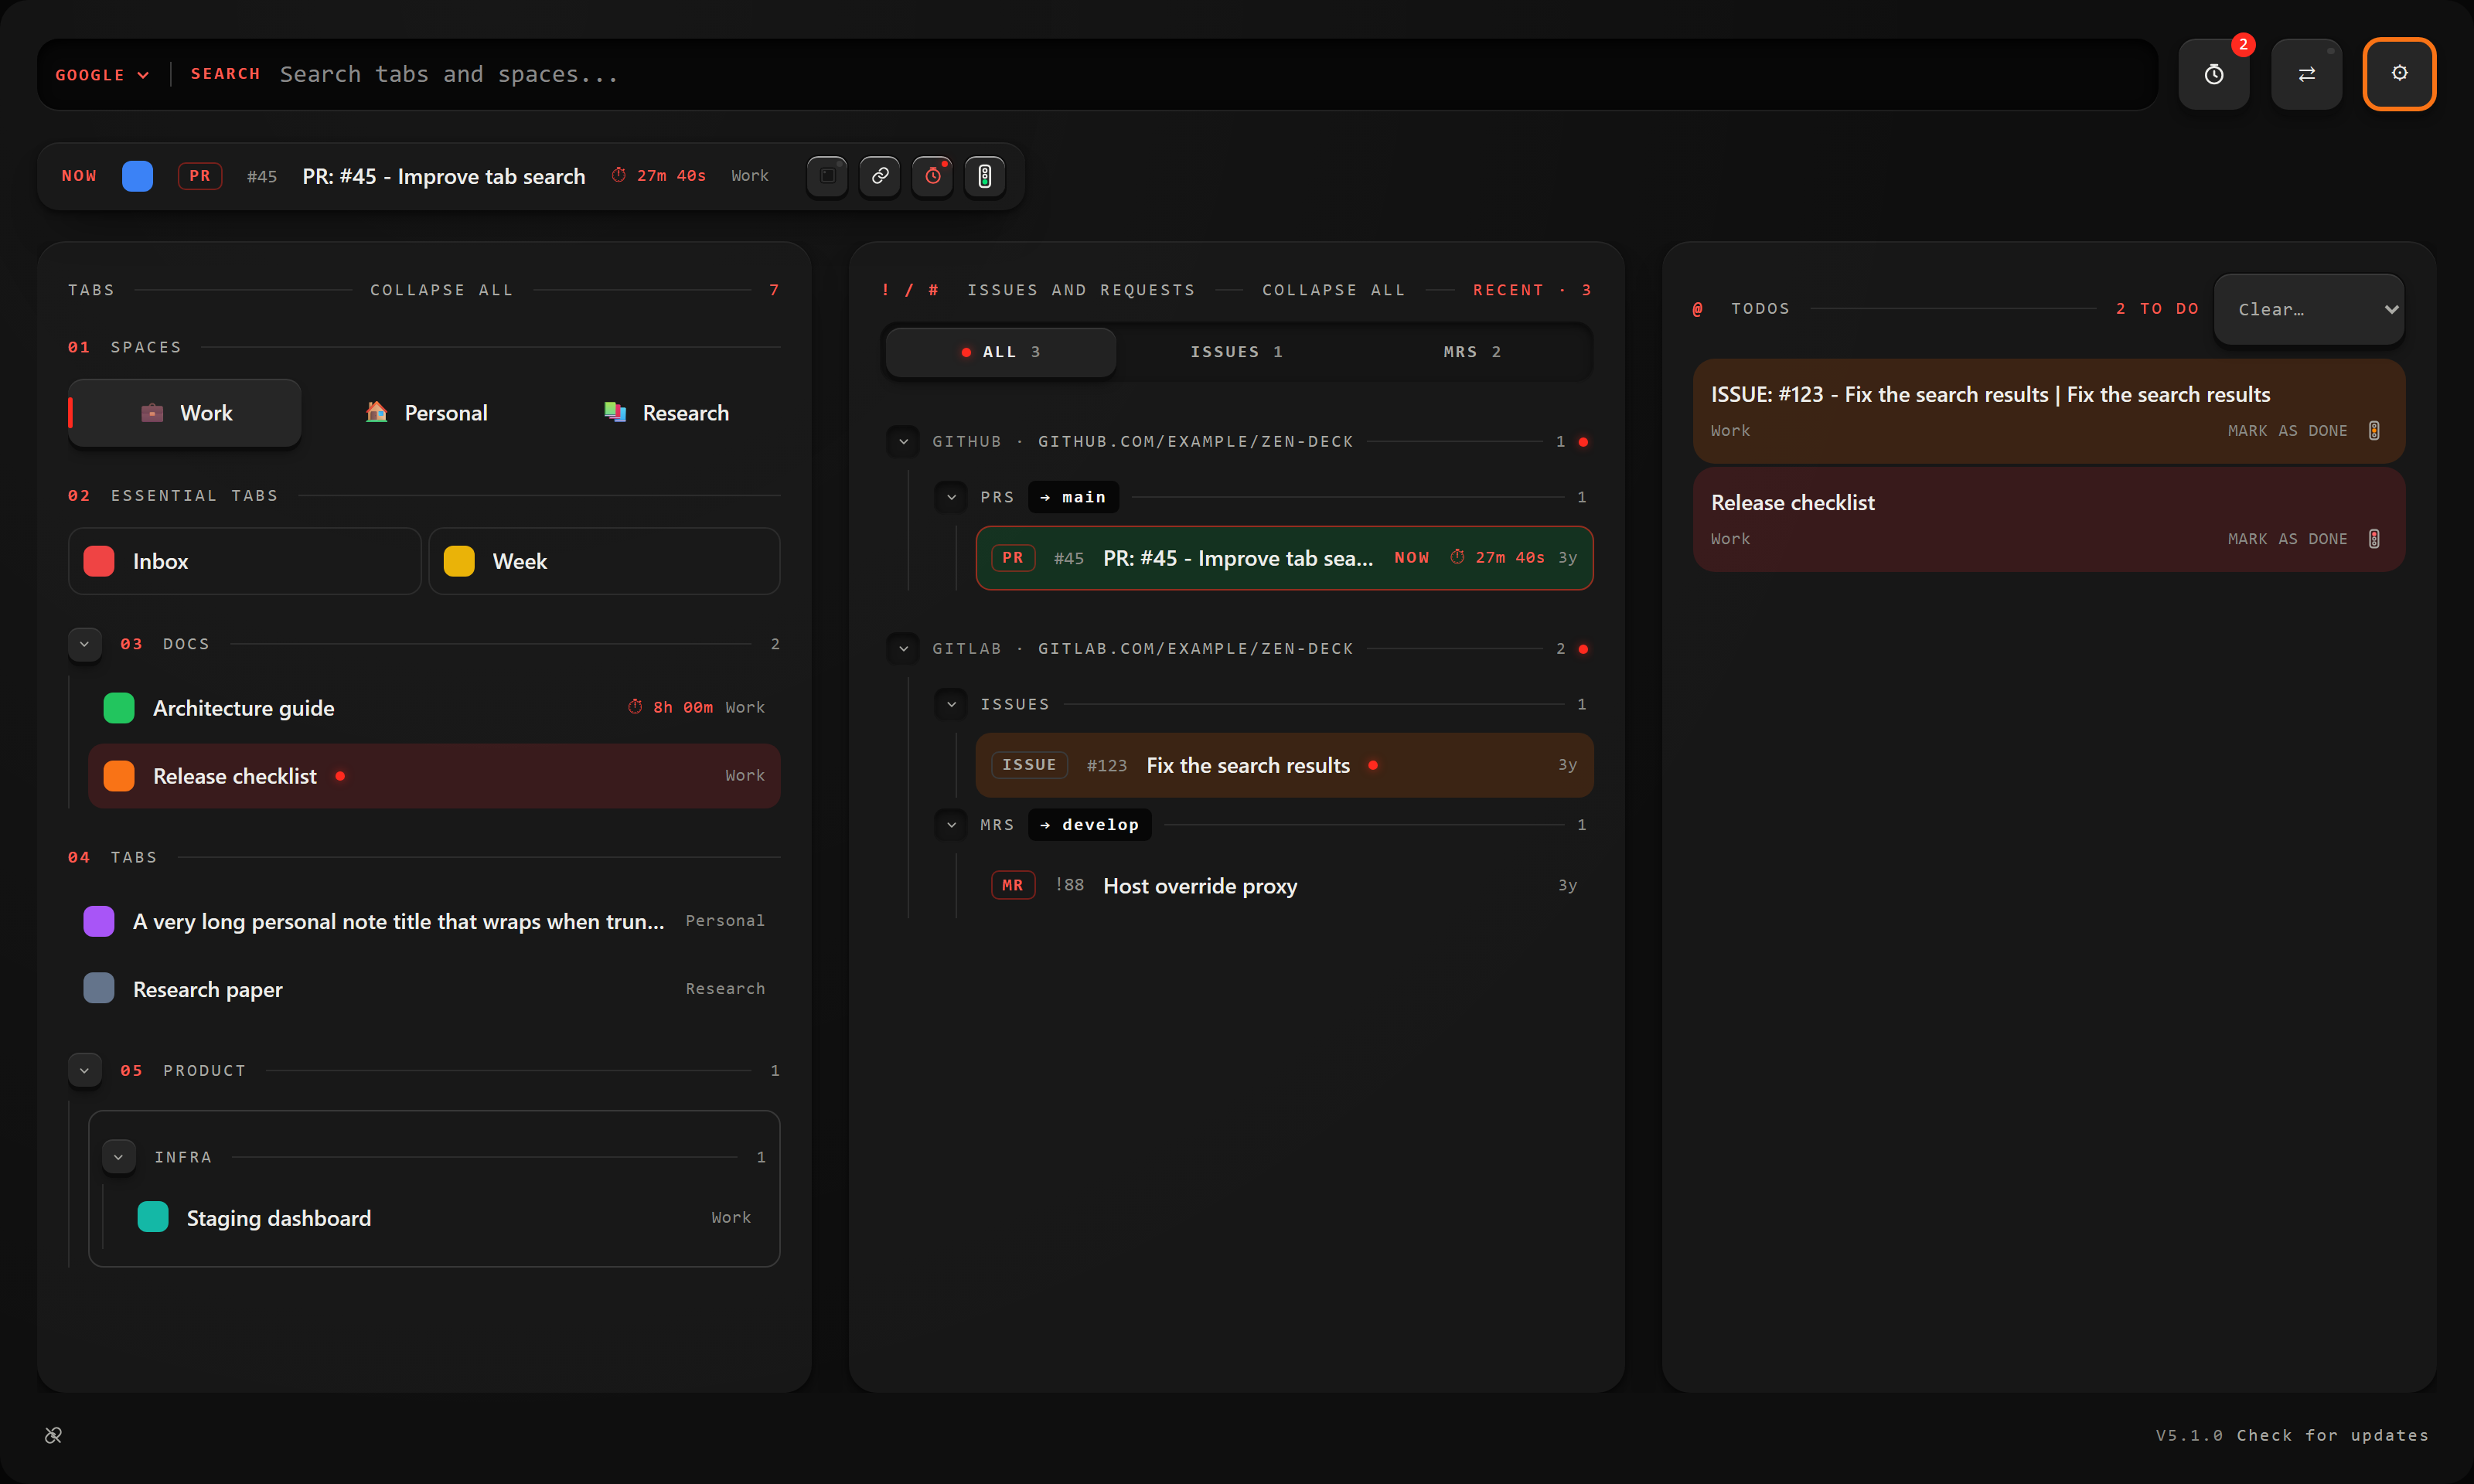 GOOGLE SEARCH Search tabs and spaces... 2
NOW PR #45 PR: #45 - Improve tab search 27m 40s Work
TABS COLLAPSE ALL 7
01 SPACES
Work Personal Research
02 ESSENTIAL TABS
Inbox Week
03 DOCS 2
Architecture guide 8h 00m Work
Release checklist Work
04 TABS
A very long personal note title that wraps when trun... Personal
Research paper Research
05 PRODUCT 1
INFRA 1
Staging dashboard Work
! / # ISSUES AND REQUESTS COLLAPSE ALL RECENT · 3
ALL 3 ISSUES 1 MRS 2
GITHUB · GITHUB.COM/EXAMPLE/ZEN-DECK 1
PRS → main 1
PR #45 PR: #45 - Improve tab sea... NOW 27m 40s 3y
GITLAB · GITLAB.COM/EXAMPLE/ZEN-DECK 2
ISSUES 1
ISSUE #123 Fix the search results 3y
MRS → develop 1
MR !88 Host override proxy 3y
@ TODOS 2 TO DO Clear…
ISSUE: #123 - Fix the search results | Fix the search results
Work MARK AS DONE
Release checklist
Work MARK AS DONE
V5.1.0 Check for updates